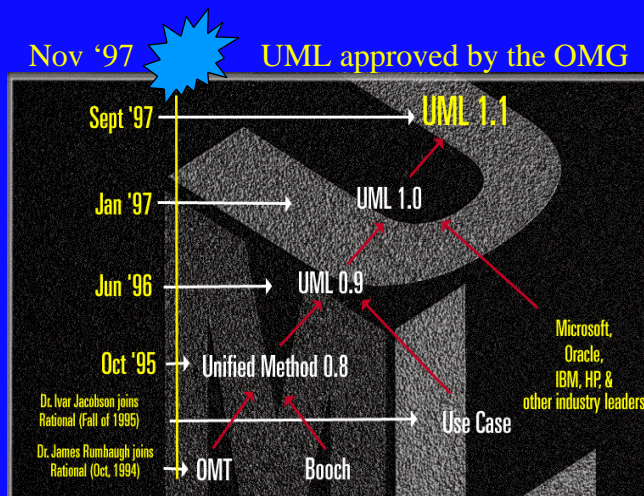 Nov ‘97 UML approved by the OMG
Sept '97 UML 1.1
Jan '97 UML 1.0
Jun '96 UML 0.9
Microsoft,
Oracle,
IBM, HP, &
other industry leaders
Oct '95 Unified Method 0.8
Dr. Ivar Jacobson joins
Rational (Fall of 1995)
Use Case
Dr. James Rumbaugh joins
Rational (Oct, 1994)
OMT Booch